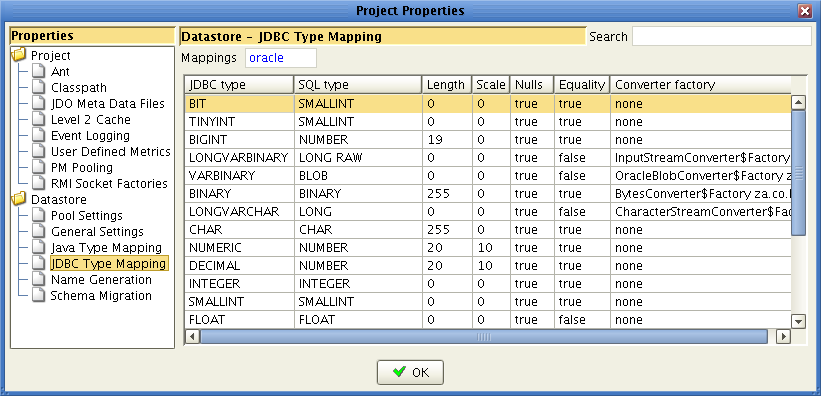 Project Properties
Properties
Project
Ant
Classpath
JDO Meta Data Files
Level 2 Cache
Event Logging
User Defined Metrics
PM Pooling
RMI Socket Factories
Datastore
Pool Settings
General Settings
Java Type Mapping
JDBC Type Mapping
Name Generation
Schema Migration
Datastore – JDBC Type Mapping Search
Mappings oracle
JDBC type SQL type Length Scale Nulls Equality Converter factory
BIT SMALLINT 0 0 true true none
TINYINT SMALLINT 0 0 true true none
BIGINT NUMBER 19 0 true true none
LONGVARBINARY LONG RAW 0 0 true false InputStreamConverter$Factory
VARBINARY BLOB 0 0 true false OracleBlobConverter$Factory z
BINARY BINARY 255 0 true true BytesConverter$Factory za.co.
LONGVARCHAR LONG 0 0 true false CharacterStreamConverter$Fac
CHAR CHAR 255 0 true true none
NUMERIC NUMBER 20 10 true true none
DECIMAL NUMBER 20 10 true true none
INTEGER INTEGER 0 0 true true none
SMALLINT SMALLINT 0 0 true true none
FLOAT FLOAT 0 0 true false none
OK